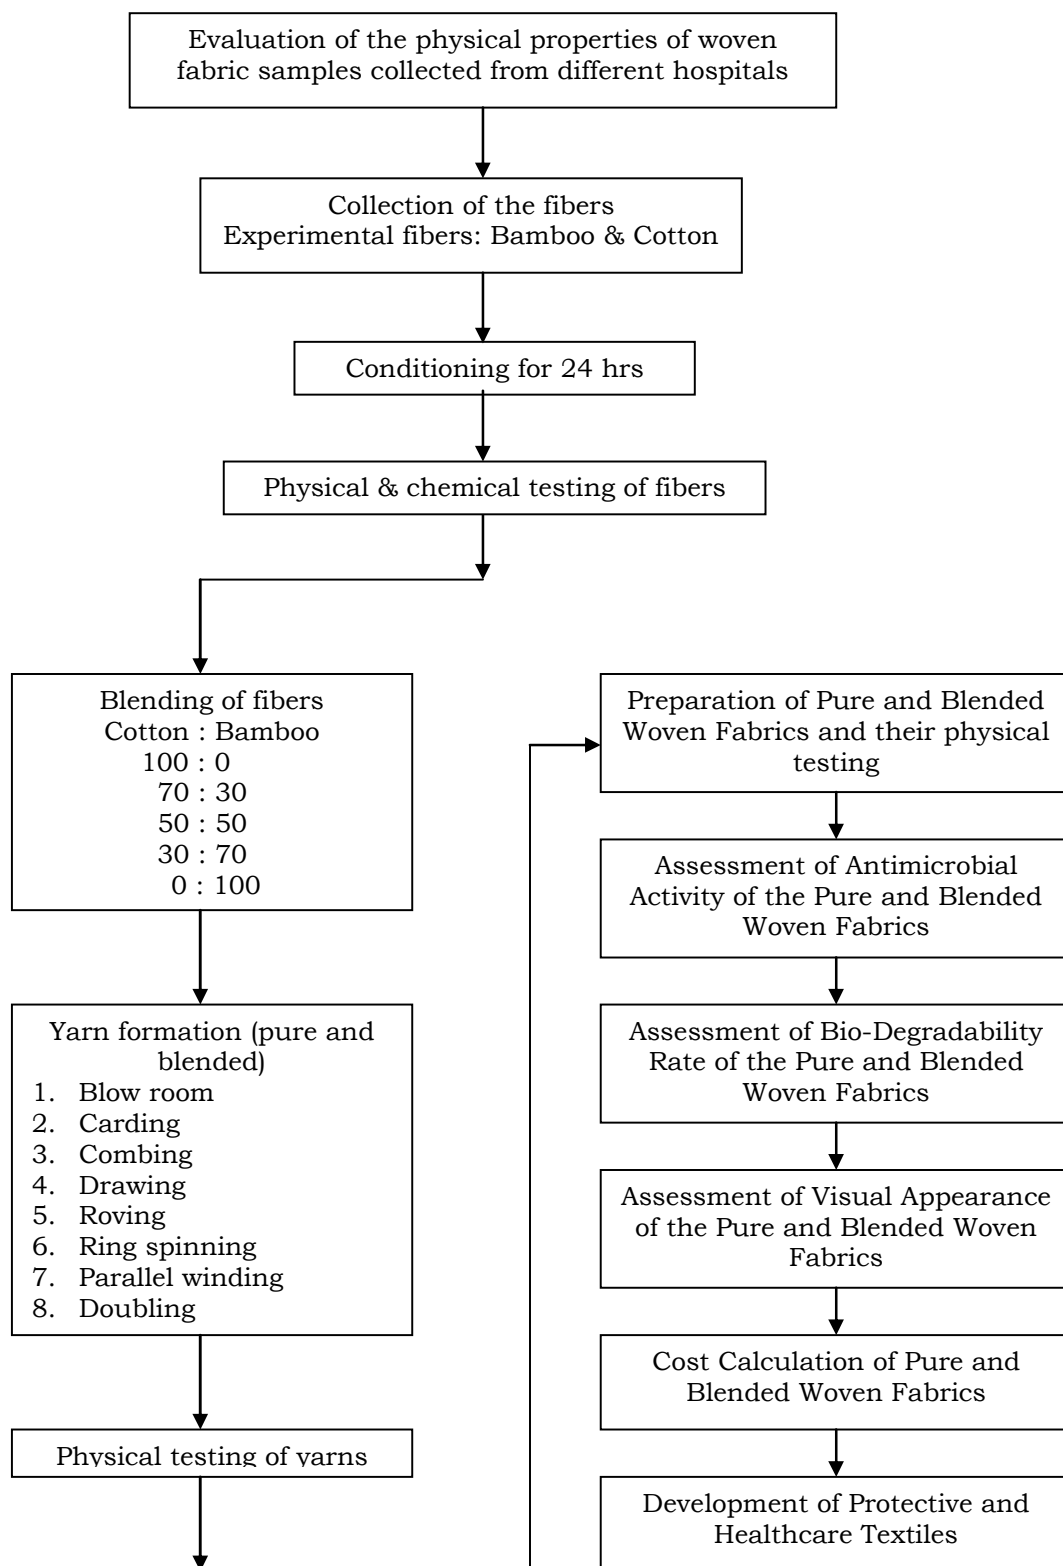 Evaluation of the physical properties of woven
fabric samples collected from different hospitals
Collection of the fibers
Experimental fibers: Bamboo & Cotton
Conditioning for 24 hrs
Physical & chemical testing of fibers
Blending of fibers
Cotton : Bamboo
100 : 0
70 : 30
50 : 50
30 : 70
0 : 100
Yarn formation (pure and
blended)
1. Blow room
2. Carding
3. Combing
4. Drawing
5. Roving
6. Ring spinning
7. Parallel winding
8. Doubling
Physical testing of yarns
Preparation of Pure and Blended
Woven Fabrics and their physical
testing
Assessment of Antimicrobial
Activity of the Pure and Blended
Woven Fabrics
Assessment of Bio-Degradability
Rate of the Pure and Blended
Woven Fabrics
Assessment of Visual Appearance
of the Pure and Blended Woven
Fabrics
Cost Calculation of Pure and
Blended Woven Fabrics
Development of Protective and
Healthcare Textiles